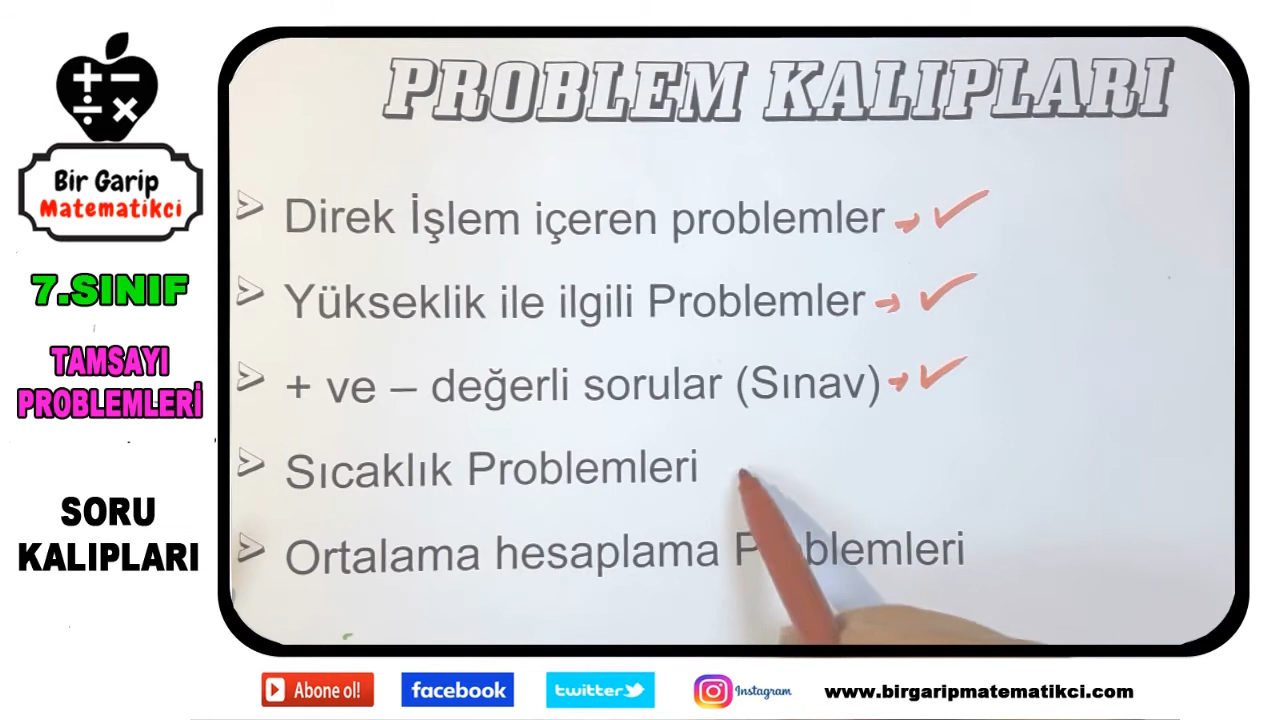 PROBLEM KALIPLARI
Direk İşlem içeren problemler
Yükseklik ile ilgili Problemler
+ ve – değerli sorular (Sınav)
Sıcaklık Problemleri
Ortalama hesaplama Problemleri
Bir Garip
Matematikci
7.SINIF
TAMSAYI
PROBLEMLERİ
SORU
KALIPLARI
Abone ol!
facebook
twitter
Instagram
www.birgaripmatematikci.com